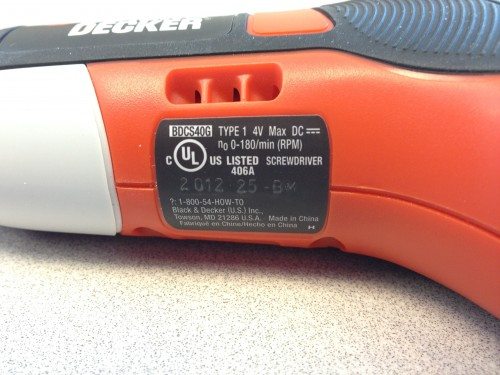 DECKER
BDCS40G TYPE 1 4V Max DC
n0 0-180/min (RPM)
C UL US LISTED SCREWDRIVER
406A
2012 25-BM
?: 1-800-54-HOW-TO
Black & Decker (U.S.) Inc.,
Towson, MD 21286 U.S.A. Made in China
Fabriqué en Chine/Hecho en China